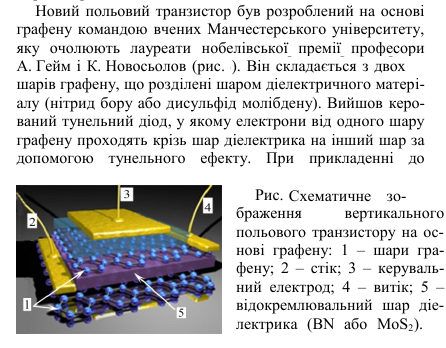 Новий польовий транзистор був розроблений на основі
графену командою вчених Манчестерського університету,
яку очолюють лауреати нобелівської премії професори
А. Гейм і К. Новосьолов (рис. .). Він складається з двох
шарів графену, що розділені шаром діелектричного матері-
алу (нітрид бору або дисульфід молібдену). Вийшов керо-
ваний тунельний діод, у якому електрони від одного шару
графену проходять крізь шар діелектрика на інший шар за
допомогою тунельного ефекту. При прикладенні до
3
2
4
1
5
Рис. Схематичне зо-
браження вертикального
польового транзистору на ос-
нові графену: 1 – шари гра-
фену; 2 – стік; 3 – керуваль-
ний електрод; 4 – витік; 5 –
відокремлювальний шар діе-
лектрика (BN або MoS₂).